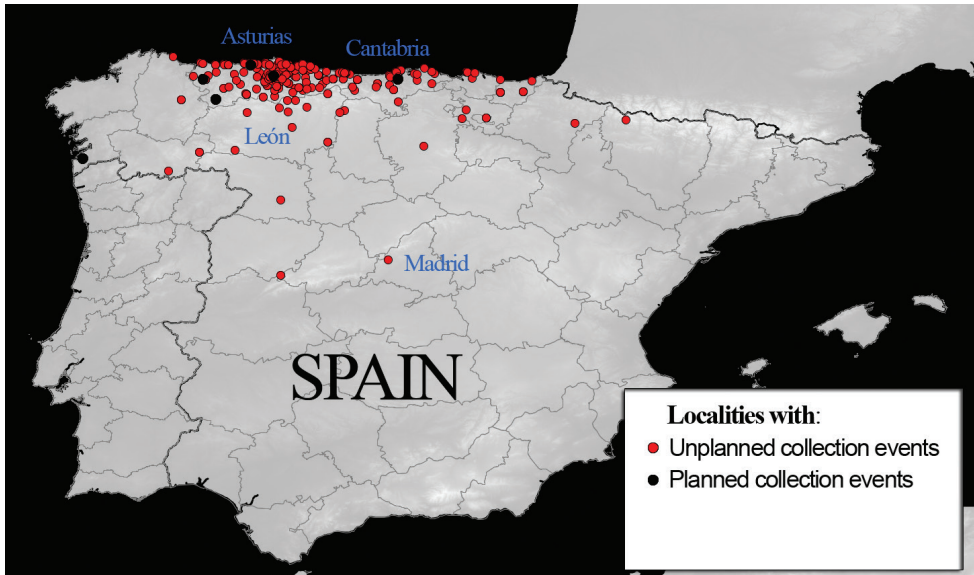 Asturias
Cantabria
León
Madrid
SPAIN
Localities with:
Unplanned collection events
Planned collection events